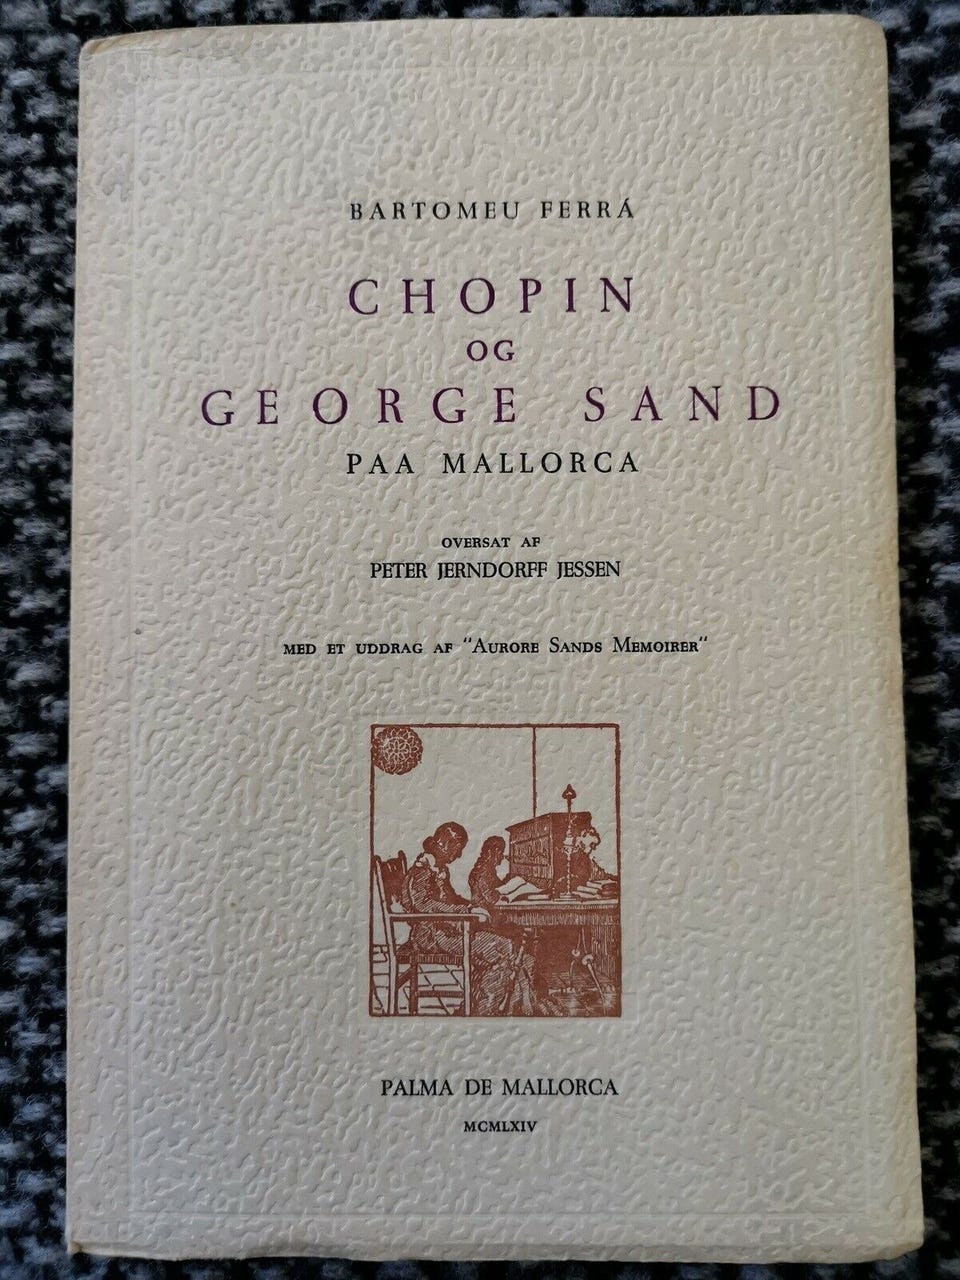 BARTOMEU FERRÁ
CHOPIN
OG
GEORGE SAND
PAA MALLORCA
OVERSAT AF
PETER JERNDORFF JESSEN
MED ET UDDRAG AF "AURORE SANDS MEMOIRER"
PALMA DE MALLORCA
MCMLXIV